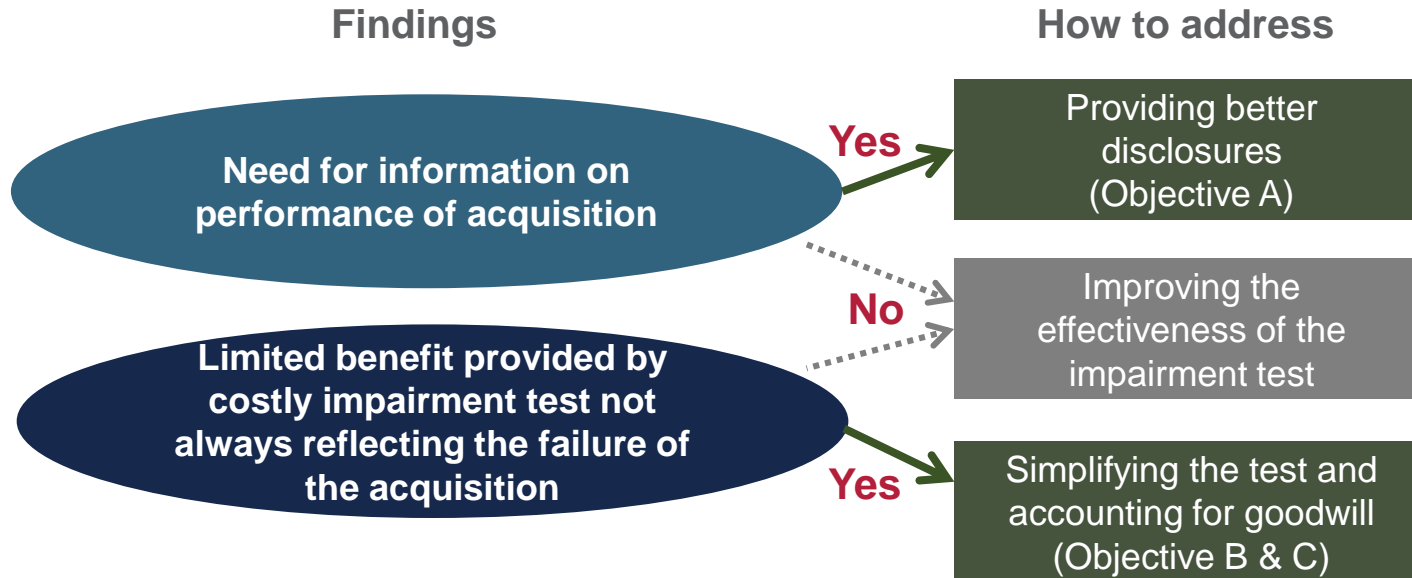 Findings
How to address
Need for information on
performance of acquisition
Yes
Providing better
disclosures
(Objective A)
No
Improving the
effectiveness of the
impairment test
Limited benefit provided by
costly impairment test not
always reflecting the failure of
the acquisition
Yes
Simplifying the test and
accounting for goodwill
(Objective B & C)